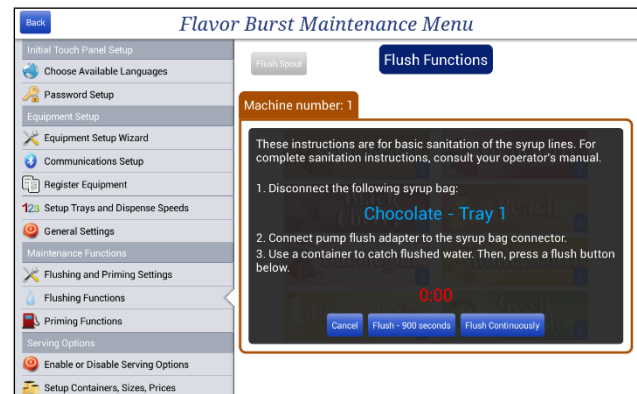 Back
Flavor Burst Maintenance Menu
Initial Touch Panel Setup
Choose Available Languages
Password Setup
Equipment Setup
Equipment Setup Wizard
Communications Setup
Register Equipment
123 Setup Trays and Dispense Speeds
General Settings
Maintenance Functions
Flushing and Priming Settings
Flushing Functions
Priming Functions
Serving Options
Enable or Disable Serving Options
Setup Containers, Sizes, Prices
Flush Spout
Flush Functions
Machine number: 1
These instructions are for basic sanitation of the syrup lines. For
complete sanitation instructions, consult your operator's manual.
1. Disconnect the following syrup bag:
Chocolate - Tray 1
2. Connect pump flush adapter to the syrup bag connector.
3. Use a container to catch flushed water. Then, press a flush button
below.
0:00
Cancel
Flush - 900 seconds
Flush Continuously